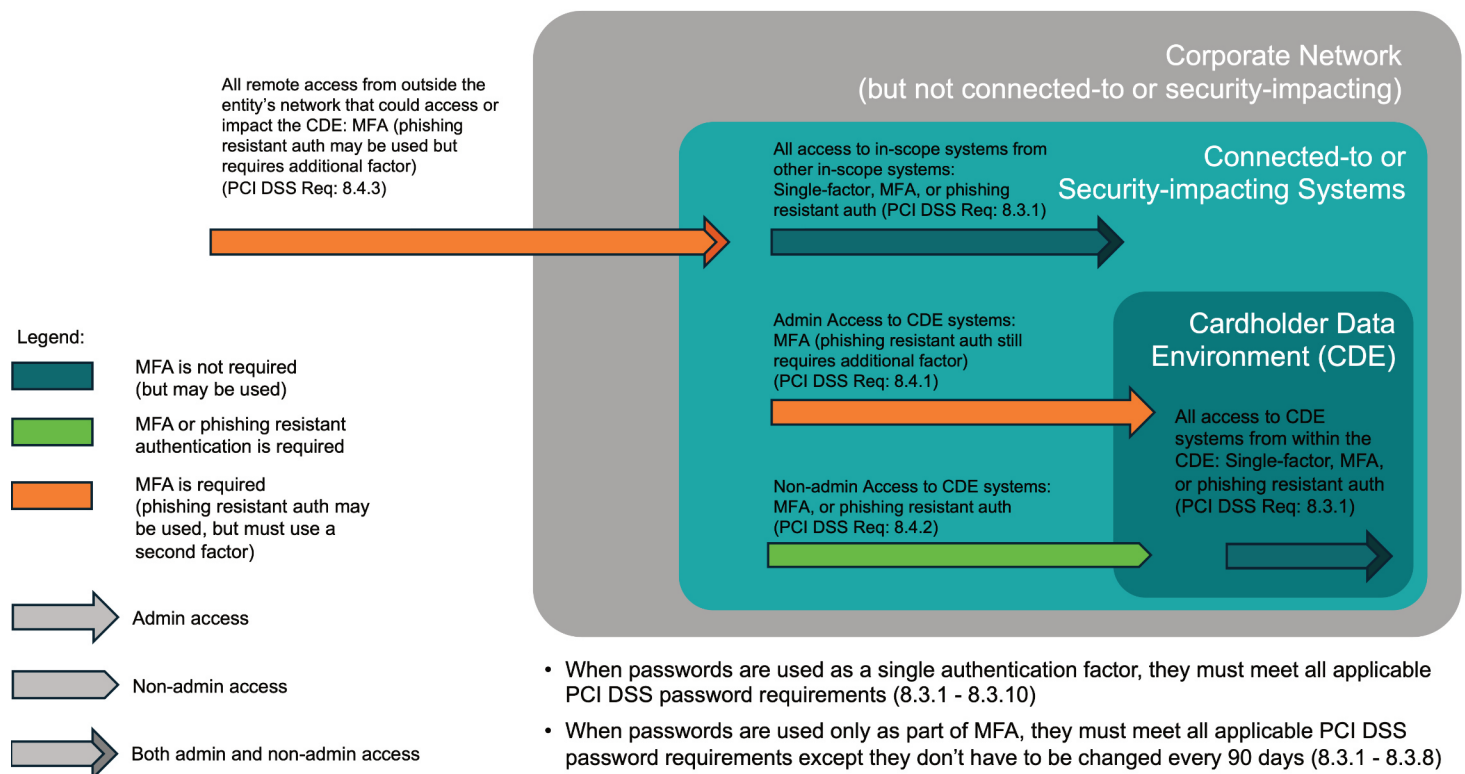 Corporate Network
(but not connected-to or security-impacting)
All remote access from outside the
entity's network that could access or
impact the CDE: MFA (phishing
resistant auth may be used but
requires additional factor)
(PCI DSS Req: 8.4.3)
Connected-to or
Security-impacting Systems
All access to in-scope systems from
other in-scope systems:
Single-factor, MFA, or phishing
resistant auth (PCI DSS Req: 8.3.1)
Admin Access to CDE systems:
MFA (phishing resistant auth still
requires additional factor)
(PCI DSS Req: 8.4.1)
Cardholder Data
Environment (CDE)
All access to CDE
systems from within the
CDE: Single-factor, MFA,
or phishing resistant auth
(PCI DSS Req: 8.3.1)
Non-admin Access to CDE systems:
MFA, or phishing resistant auth
(PCI DSS Req: 8.4.2)
Legend:
MFA is not required
(but may be used)
MFA or phishing resistant
authentication is required
MFA is required
(phishing resistant auth may
be used, but must use a
second factor)
Admin access
Non-admin access
Both admin and non-admin access
• When passwords are used as a single authentication factor, they must meet all applicable
PCI DSS password requirements (8.3.1 - 8.3.10)
• When passwords are used only as part of MFA, they must meet all applicable PCI DSS
password requirements except they don't have to be changed every 90 days (8.3.1 - 8.3.8)